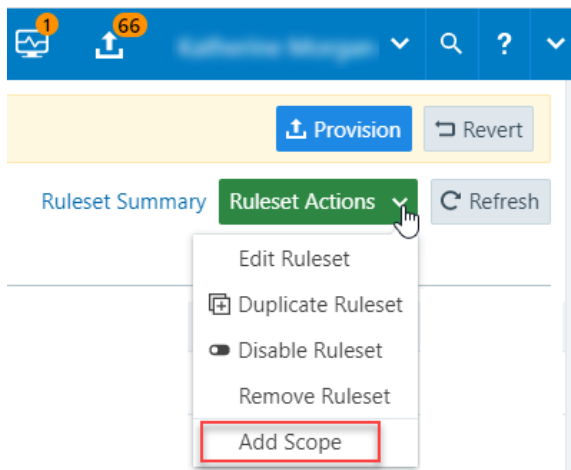 1
66
?
Provision
Revert
Ruleset Summary
Ruleset Actions
Refresh
Edit Ruleset
Duplicate Ruleset
Disable Ruleset
Remove Ruleset
Add Scope